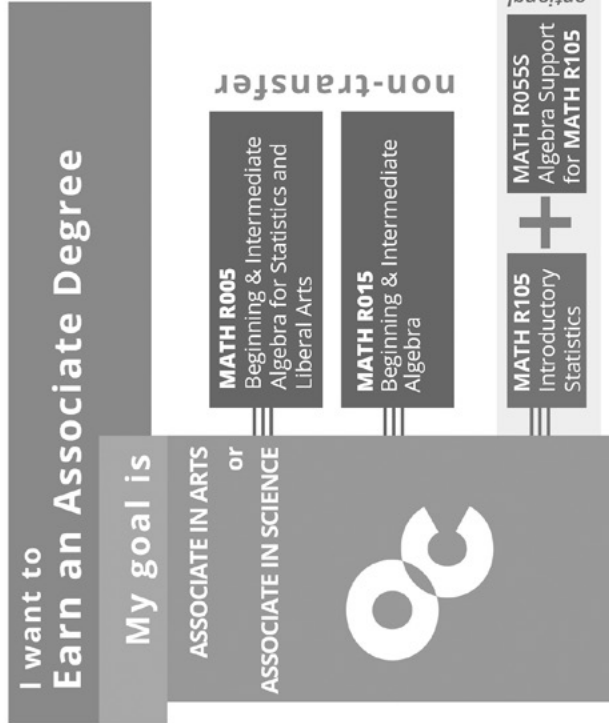 I want to
Earn an Associate Degree
My goal is
ASSOCIATE IN ARTS
or
ASSOCIATE IN SCIENCE
OC
MATH R005
Beginning & Intermediate
Algebra for Statistics and
Liberal Arts
MATH R015
Beginning & Intermediate
Algebra
non-transfer
MATH R105
Introductory
Statistics
+
MATH R055S
Algebra Support
for MATH R105
optional